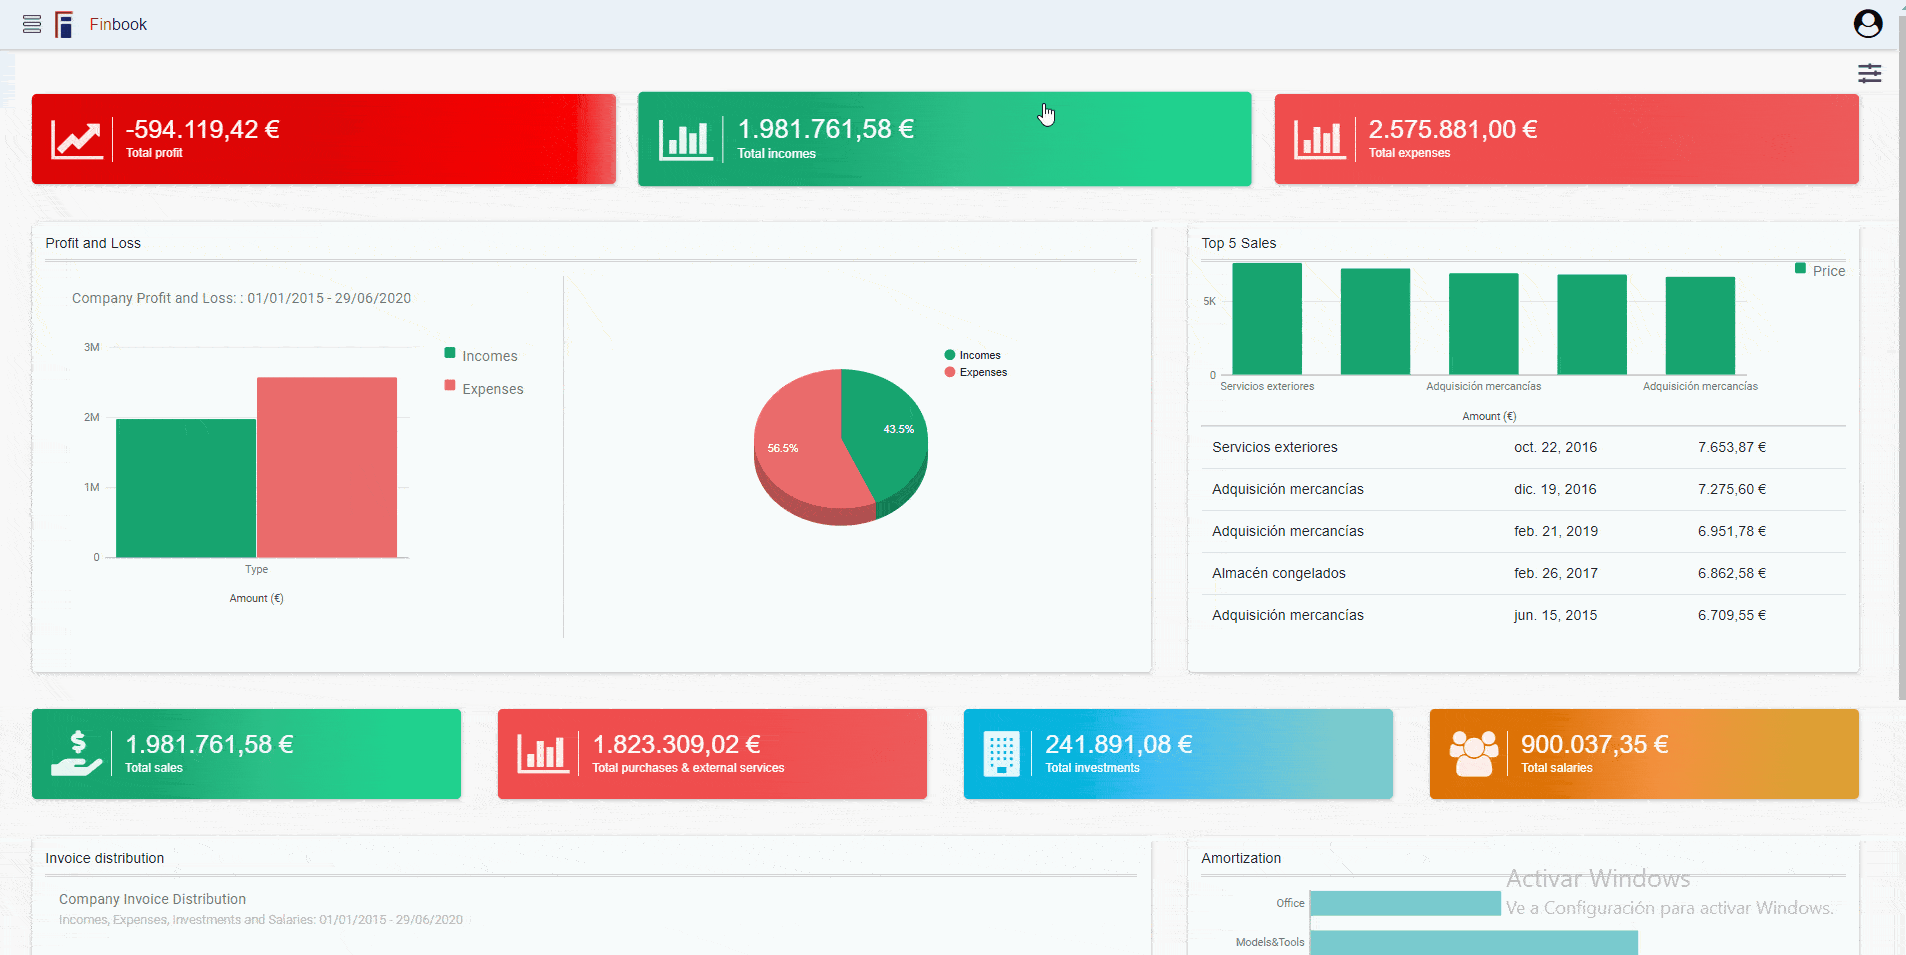 Finbook
-594.119,42 €
Total profit
1.981.761,58 €
Total incomes
2.575.881,00 €
Total expenses
Profit and Loss
Company Profit and Loss: : 01/01/2015 - 29/06/2020
3M
2M
1M
0
Type
Amount (€)
Incomes
Expenses
Incomes
Expenses
43.5%
56.5%
Top 5 Sales
Price
5K
0
Servicios exteriores
Adquisición mercancías
Adquisición mercancías
Amount (€)
Servicios exteriores oct. 22, 2016 7.653,87 €
Adquisición mercancías dic. 19, 2016 7.275,60 €
Adquisición mercancías feb. 21, 2019 6.951,78 €
Almacén congelados feb. 26, 2017 6.862,58 €
Adquisición mercancías jun. 15, 2015 6.709,55 €
1.981.761,58 €
Total sales
1.823.309,02 €
Total purchases & external services
241.891,08 €
Total investments
900.037,35 €
Total salaries
Invoice distribution
Company Invoice Distribution
Incomes, Expenses, Investments and Salaries: 01/01/2015 - 29/06/2020
Amortization
Office
Models&Tools
Activar Windows
Ve a Configuración para activar Windows.